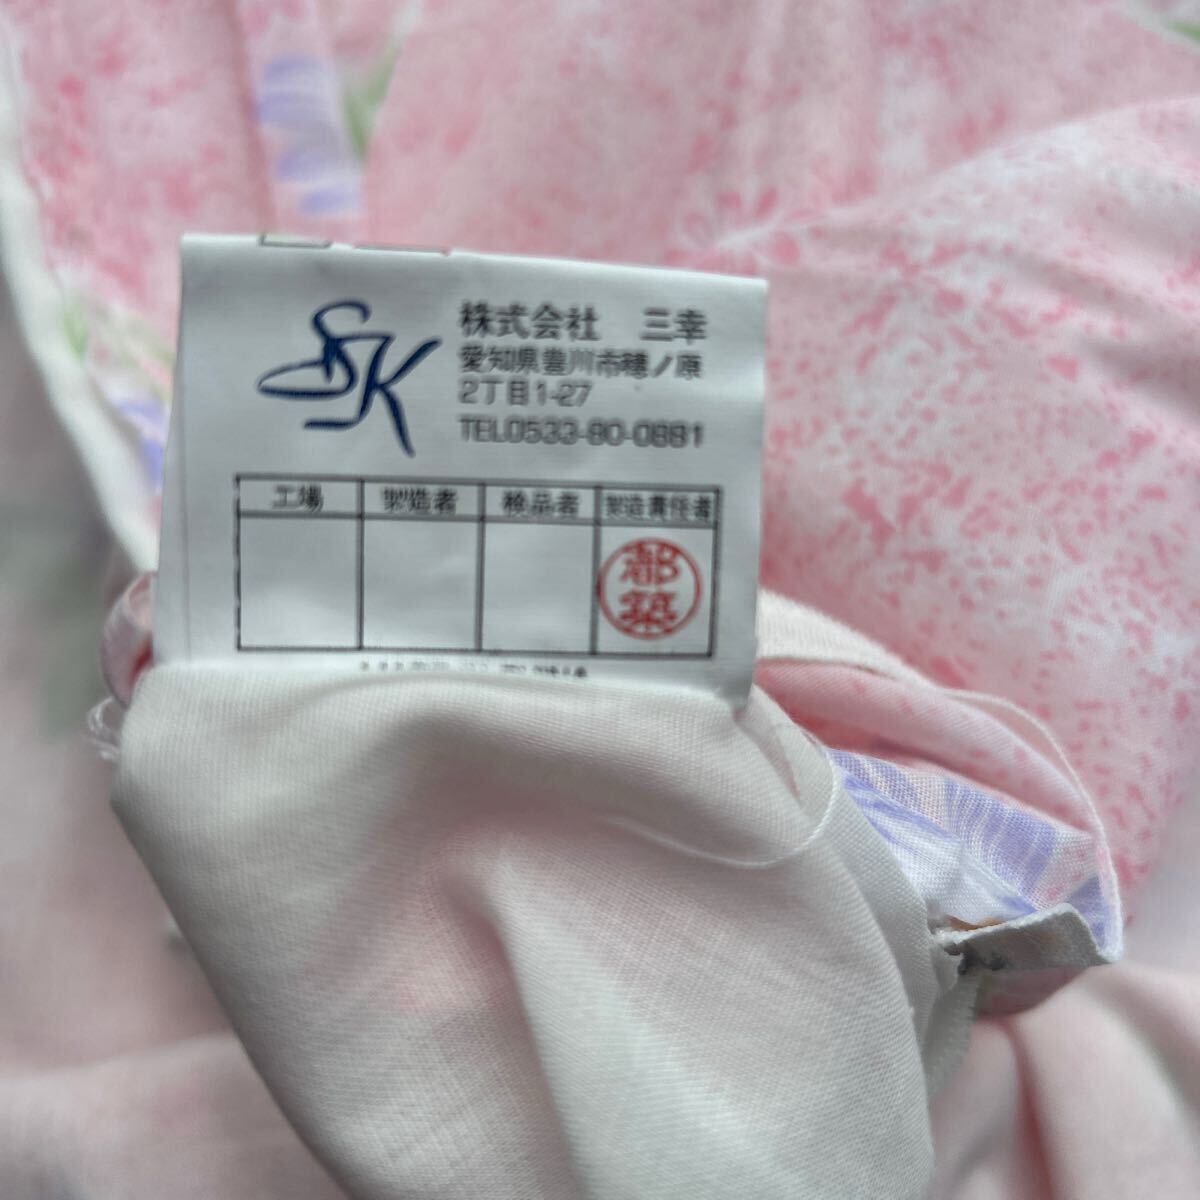 SK
株式会社 三幸
愛知県豊川市穂ノ原
2丁目1-27
TEL0533-80-0881
工場 製造者 検品者 製造責任者
都築